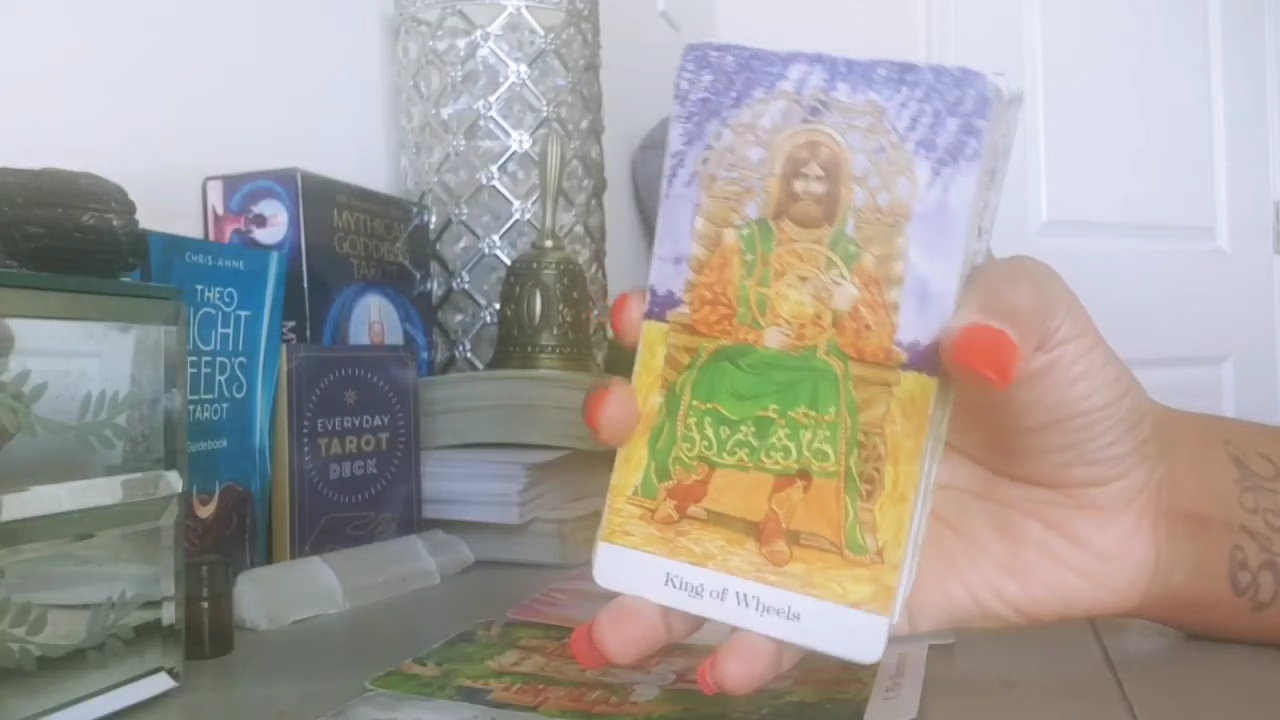 CHRIS-ANNE
THE
IGHT
EER'S
TAROT
Guidebook
MYTHICAL
GODDESS
TAROT
M
EVERYDAY
TAROT
DECK
King of Wheels